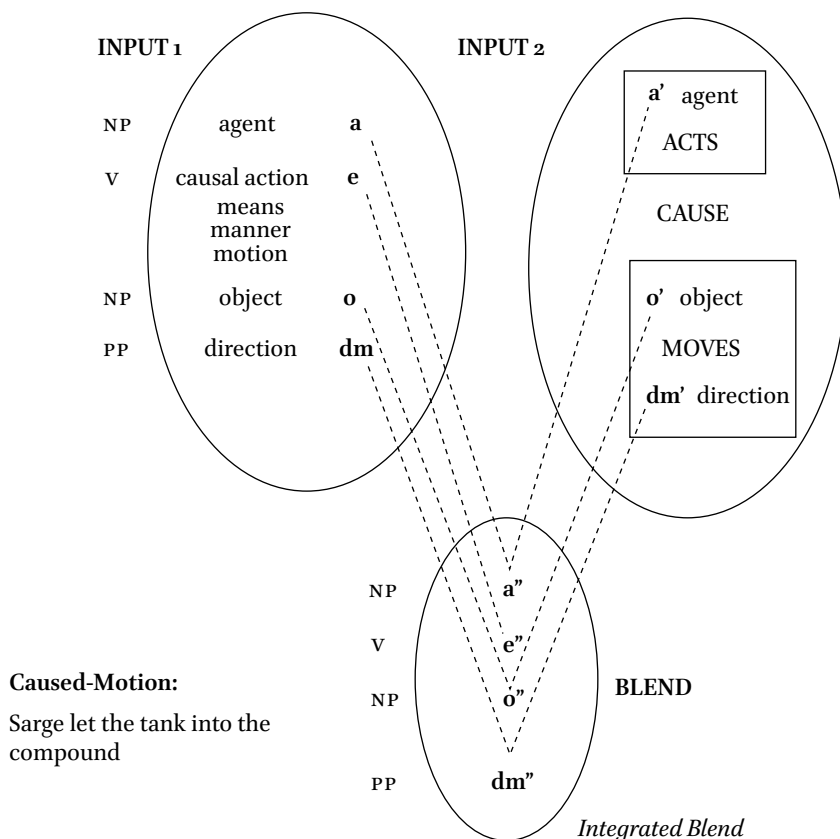 INPUT 1
INPUT 2
NP agent a
V causal action e
means
manner
motion
NP object o
PP direction dm
a’ agent
ACTS
CAUSE
o’ object
MOVES
dm’ direction
NP a”
V e”
NP o”
PP dm”
BLEND
Caused-Motion:
Sarge let the tank into the
compound
Integrated Blend